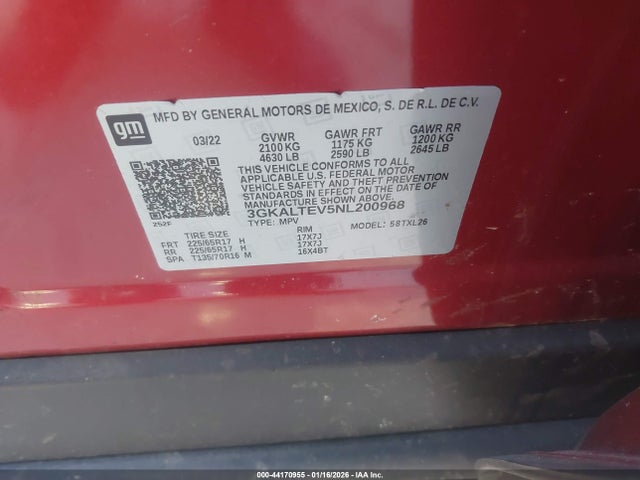 gm
MFD BY GENERAL MOTORS DE MEXICO, S. DE R.L. DE C.V.
03/22 GVWR GAWR FRT GAWR RR
2100 KG 1175 KG 1200 KG
4630 LB 2590 LB 2645 LB
THIS VEHICLE CONFORMS TO ALL
APPLICABLE U.S. FEDERAL MOTOR
VEHICLE SAFETY AND THEFT PREVENTION
STANDARDS IN EFFECT ON THE DATE OF
MANUFACTURE SHOWN ABOVE.
3GKALTEV5NL200968
252F TYPE: MPV MODEL: 58TXL26
TIRE SIZE RIM
FRT 225/65R17 H 17X7J
RR 225/65R17 H 17X7J
SPA T135/70R16 M 16X4BT
000-44170955 - 01/16/2026 - IAA Inc.